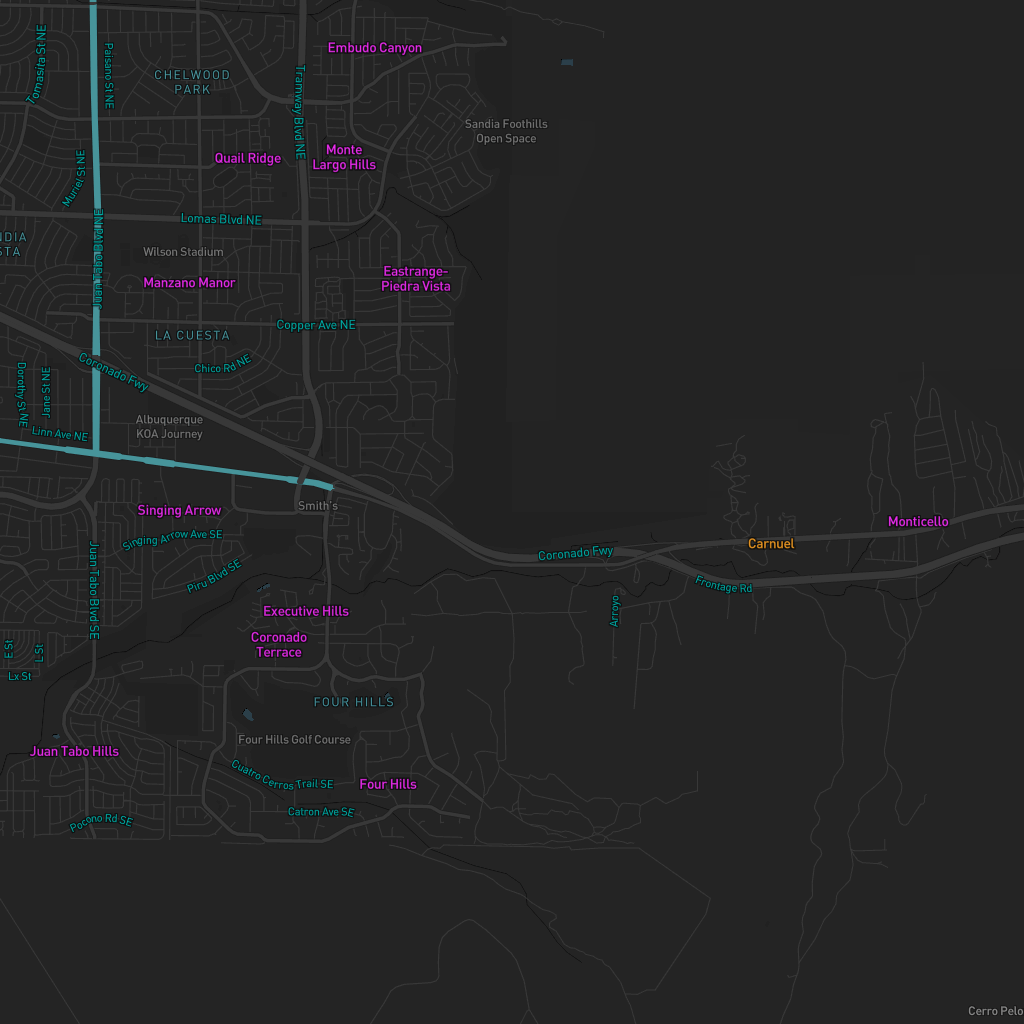 Embudo Canyon
Tomasita St NE
Paisano St NE
CHELWOOD
PARK
Tramway Blvd NE
Sandia Foothills
Open Space
Muriel St NE
Quail Ridge
Monte
Largo Hills
Lomas Blvd NE
Juan Tabo Blvd NE
NDIA
STA
Wilson Stadium
Manzano Manor
Eastrange-
Piedra Vista
Copper Ave NE
LA CUESTA
Coronado Fwy
Chico Rd NE
Dorothy St NE
Jane St NE
Linn Ave NE
Albuquerque
KOA Journey
Smith's
Singing Arrow
Singing Arrow Ave SE
Monticello
Carnuel
Coronado Fwy
Juan Tabo Blvd SE
Piru Blvd SE
Frontage Rd
Arroyo
Executive Hills
Coronado
Terrace
E St
L St
Lx St
FOUR HILLS
Four Hills Golf Course
Juan Tabo Hills
Cuatro Cerros Trail SE
Four Hills
Catron Ave SE
Pocono Rd SE
Cerro Pelo